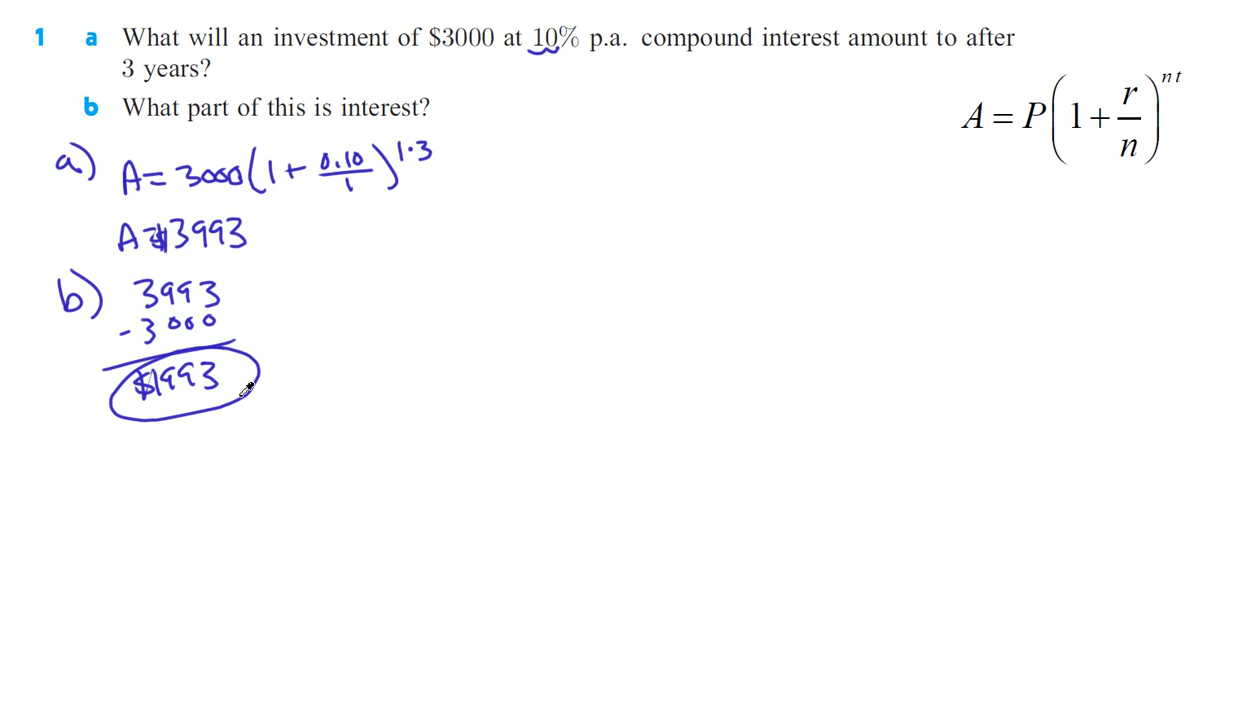 1 a What will an investment of $3000 at 10% p.a. compound interest amount to after
3 years?
b What part of this is interest?
A = P(1 + r/n)^nt
a) A = 3000(1 + 0.10/1)^1·3
A = $3993
b) 3993
- 3000
$1993